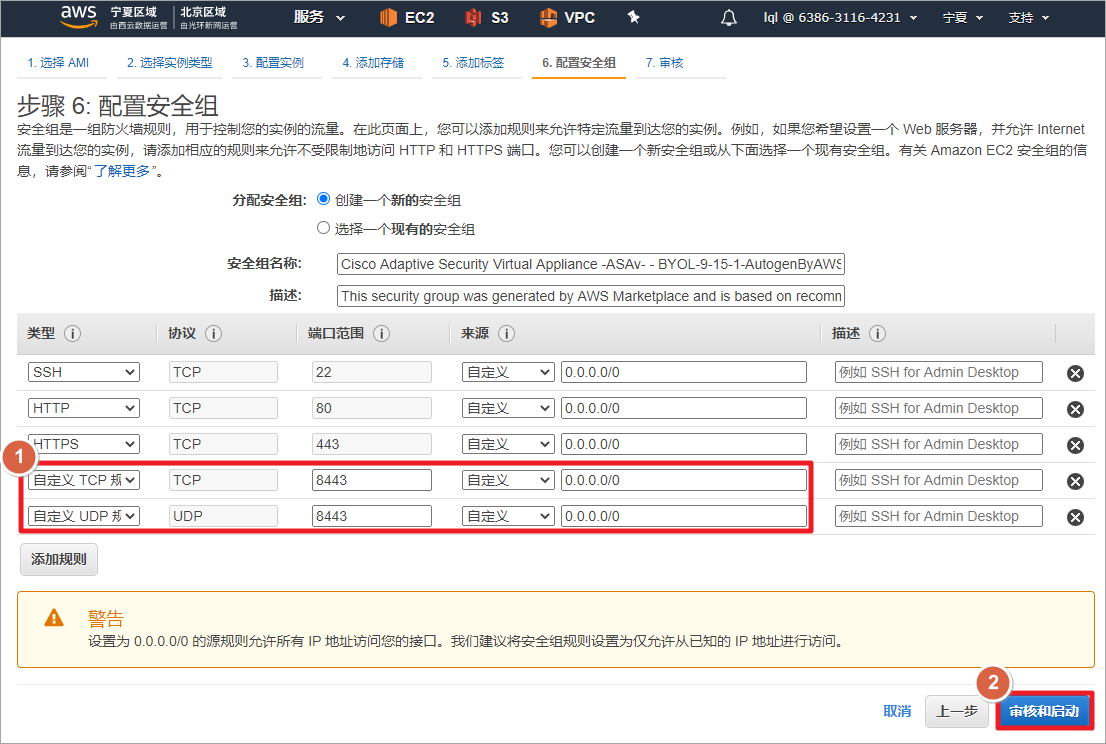 aws 宁夏区域 由西云数据运营 北京区域 由光环新网运营 服务 EC2 S3 VPC lql @ 6386-3116-4231 宁夏 支持
1. 选择 AMI 2. 选择实例类型 3. 配置实例 4. 添加存储 5. 添加标签 6. 配置安全组 7. 审核
步骤 6: 配置安全组
安全组是一组防火墙规则，用于控制您的实例的流量。在此页面上，您可以添加规则来允许特定流量到达您的实例。例如，如果您希望设置一个 Web 服务器，并允许 Internet
流量到达您的实例，请添加相应的规则来允许不受限制地访问 HTTP 和 HTTPS 端口。您可以创建一个新安全组或从下面选择一个现有安全组。有关 Amazon EC2 安全组的信
息，请参阅“了解更多”。
分配安全组: 创建一个新的安全组
选择一个现有的安全组
安全组名称: Cisco Adaptive Security Virtual Appliance -ASAv- - BYOL-9-15-1-AutogenByAWS
描述: This security group was generated by AWS Marketplace and is based on recomm
类型 协议 端口范围 来源 描述
SSH TCP 22 自定义 0.0.0.0/0 例如 SSH for Admin Desktop
HTTP TCP 80 自定义 0.0.0.0/0 例如 SSH for Admin Desktop
HTTPS TCP 443 自定义 0.0.0.0/0 例如 SSH for Admin Desktop
1
自定义 TCP 规 TCP 8443 自定义 0.0.0.0/0 例如 SSH for Admin Desktop
自定义 UDP 规 UDP 8443 自定义 0.0.0.0/0 例如 SSH for Admin Desktop
添加规则
警告
设置为 0.0.0.0/0 的源规则允许所有 IP 地址访问您的接口。我们建议将安全组规则设置为仅允许从已知的 IP 地址进行访问。
2
取消 上一步 审核和启动